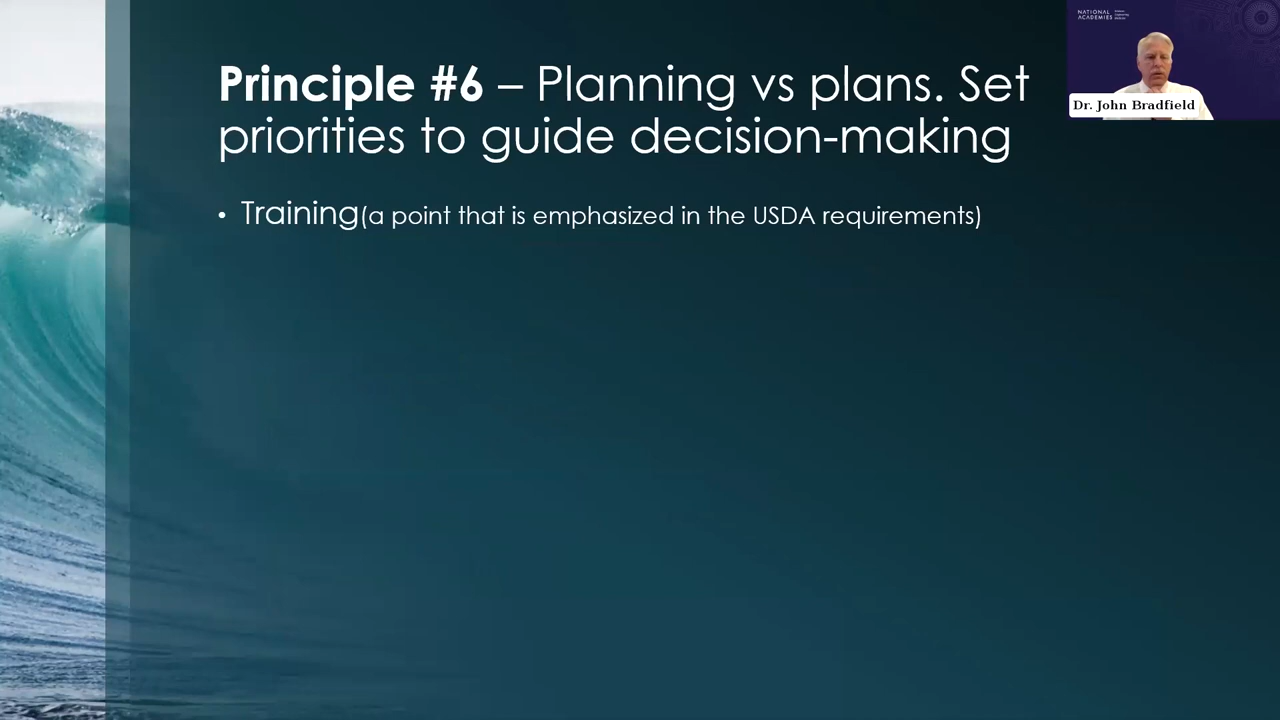 Principle #6 – Planning vs plans. Set
priorities to guide decision-making
• Training(a point that is emphasized in the USDA requirements)
NATIONAL
ACADEMIES
Dr. John Bradfield